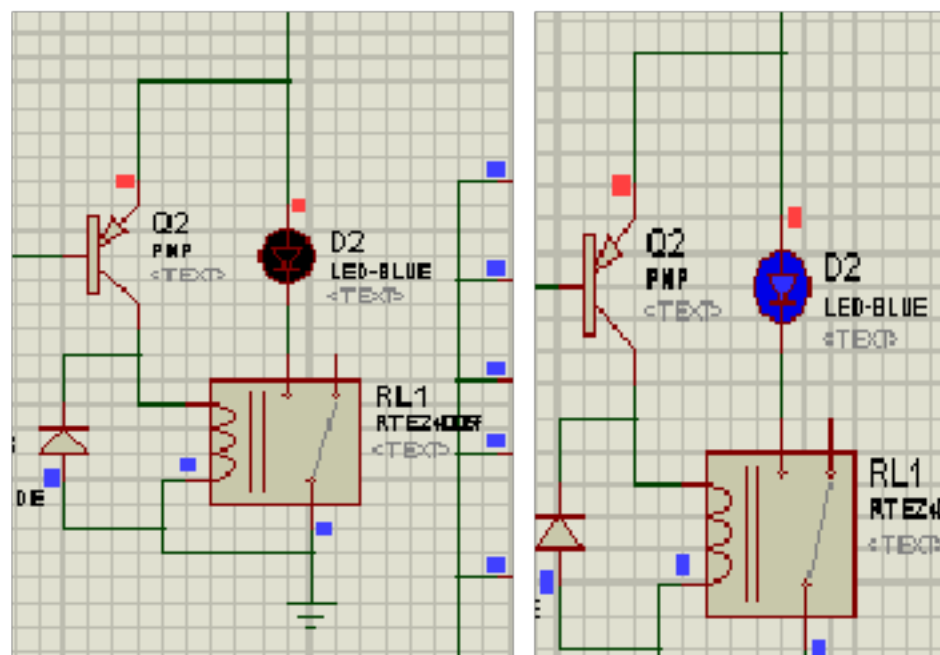 Q2
PNP
<TEXT>
D2
LED-BLUE
<TEXT>
RL1
<TEXT>
DE
Q2
PNP
<TEXT>
D2
LED-BLUE
<TEXT>
RL1
<TEXT>